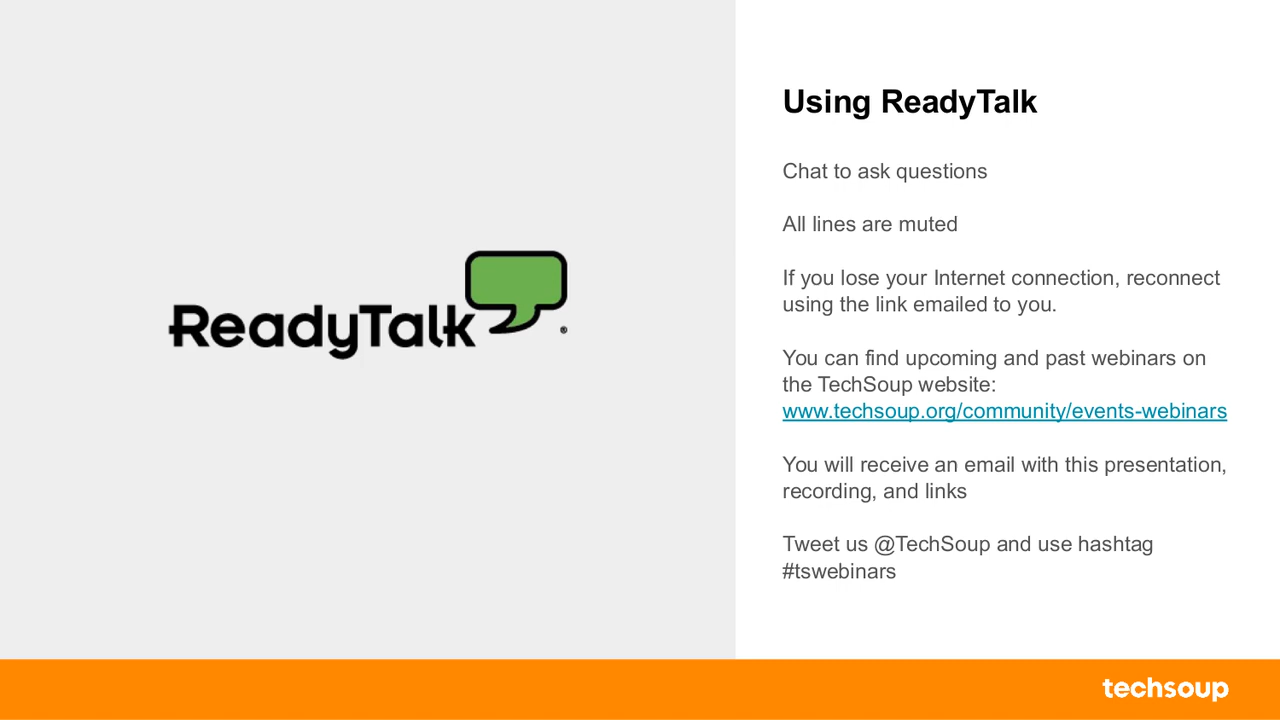 ReadyTalk®
Using ReadyTalk
Chat to ask questions
All lines are muted
If you lose your Internet connection, reconnect
using the link emailed to you.
You can find upcoming and past webinars on
the TechSoup website:
www.techsoup.org/community/events-webinars
You will receive an email with this presentation,
recording, and links
Tweet us @TechSoup and use hashtag
#tswebinars
techsoup